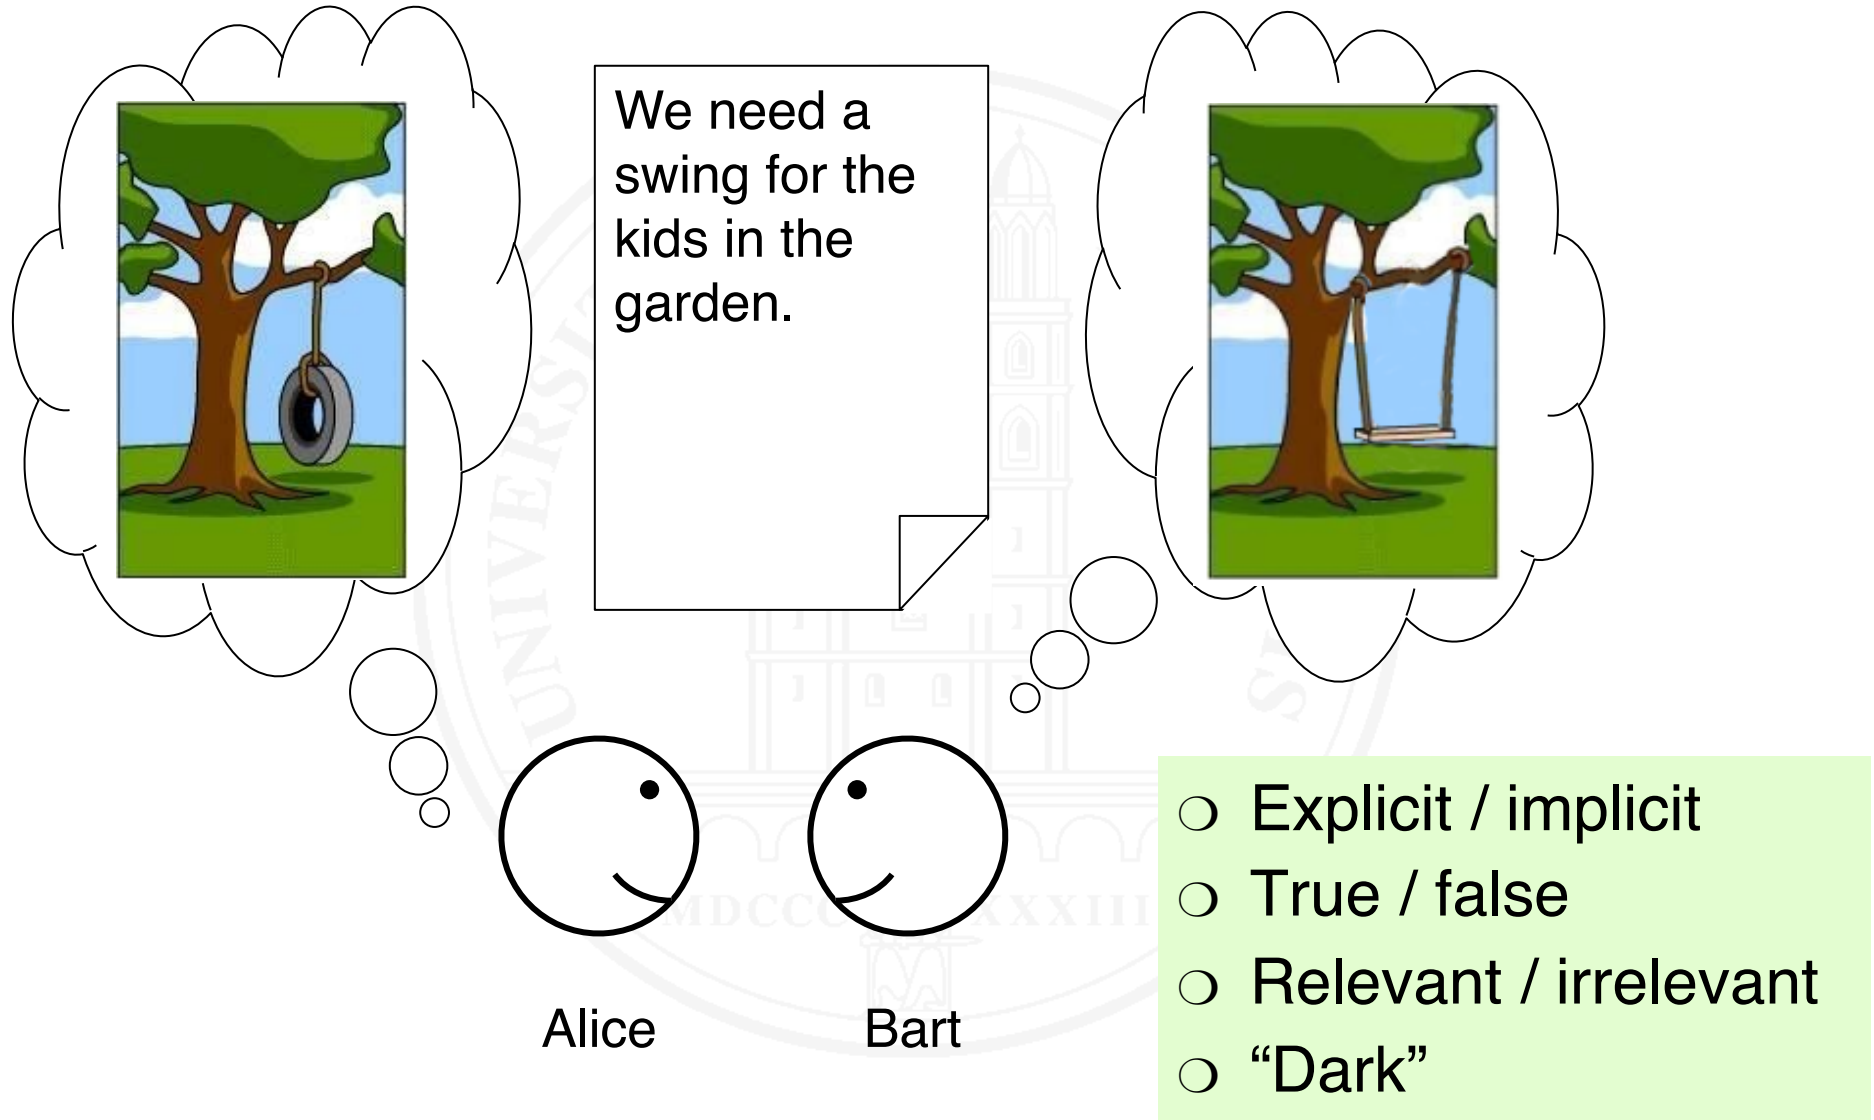 We need a
swing for the
kids in the
garden.
Alice
Bart
❍ Explicit / implicit
❍ True / false
❍ Relevant / irrelevant
❍ “Dark”